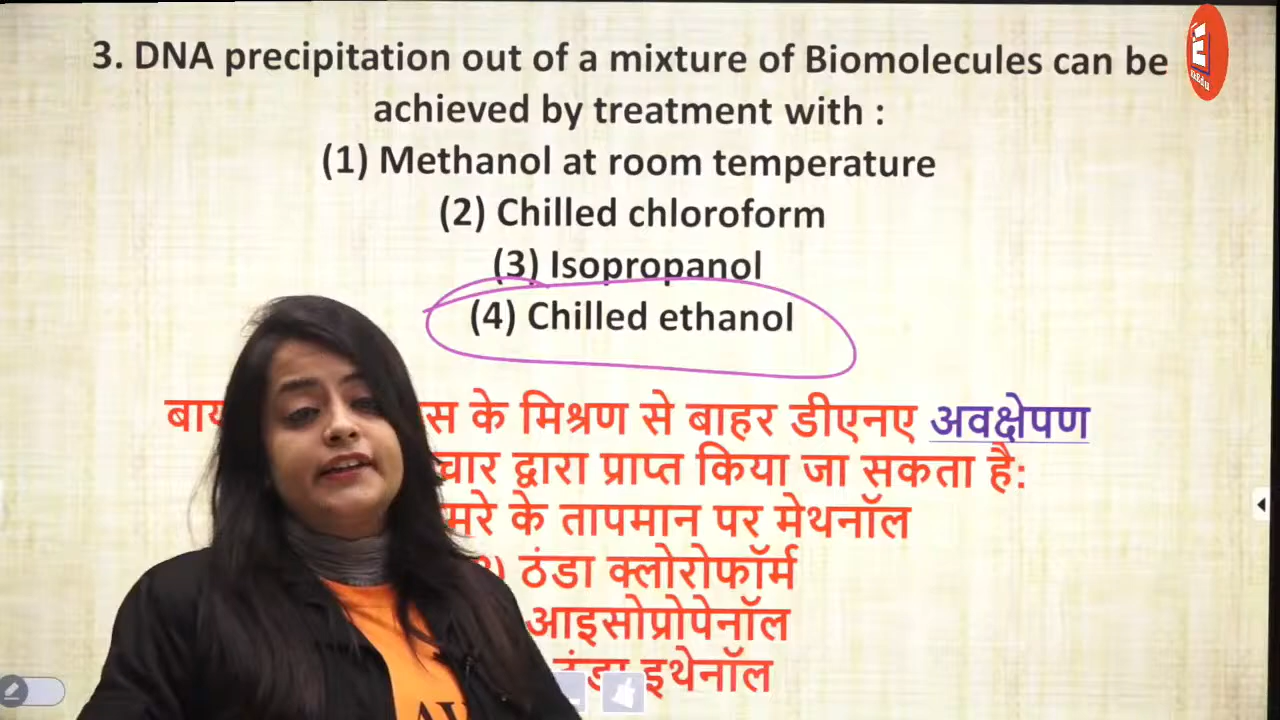 3. DNA precipitation out of a mixture of Biomolecules can be
achieved by treatment with :
(1) Methanol at room temperature
(2) Chilled chloroform
(3) Isopropanol
(4) Chilled ethanol
के मिश्रण से बाहर डीएनए अवक्षेपण
द्वारा प्राप्त किया जा सकता है:
के तापमान पर मेथनॉल
ठंडा क्लोरोफॉर्म
आइसोप्रोपेनॉल
ठंडा इथेनॉल